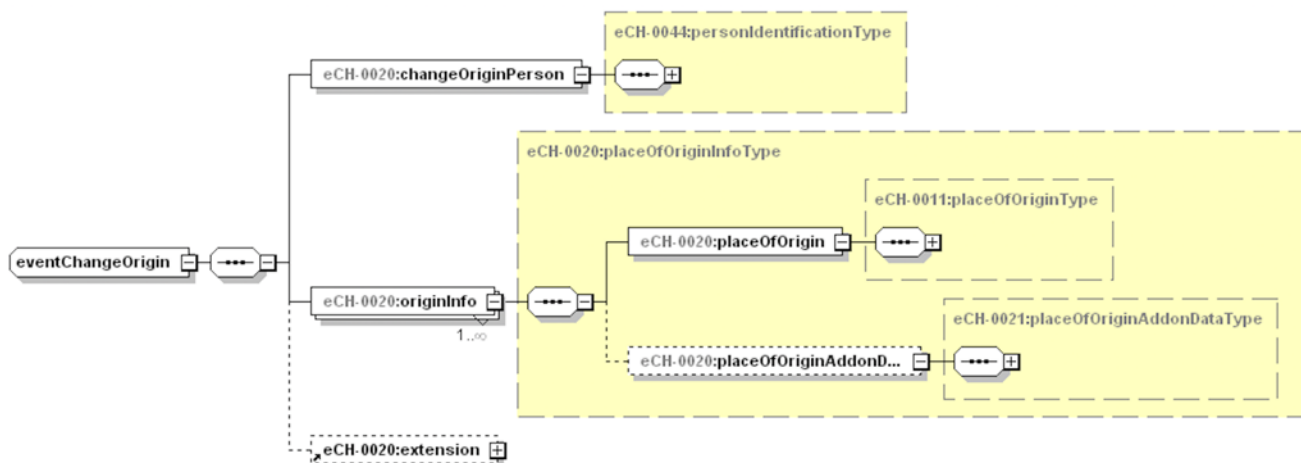 eCH-0044:personIdentificationType
eCH-0020:changeOriginPerson
eCH-0020:placeOfOriginInfoType
eCH-0011:placeOfOriginType
eCH-0020:placeOfOrigin
eventChangeOrigin
eCH-0020:originInfo
1..∞
eCH-0021:placeOfOriginAddonDataType
eCH-0020:placeOfOriginAddonD...
eCH-0020:extension